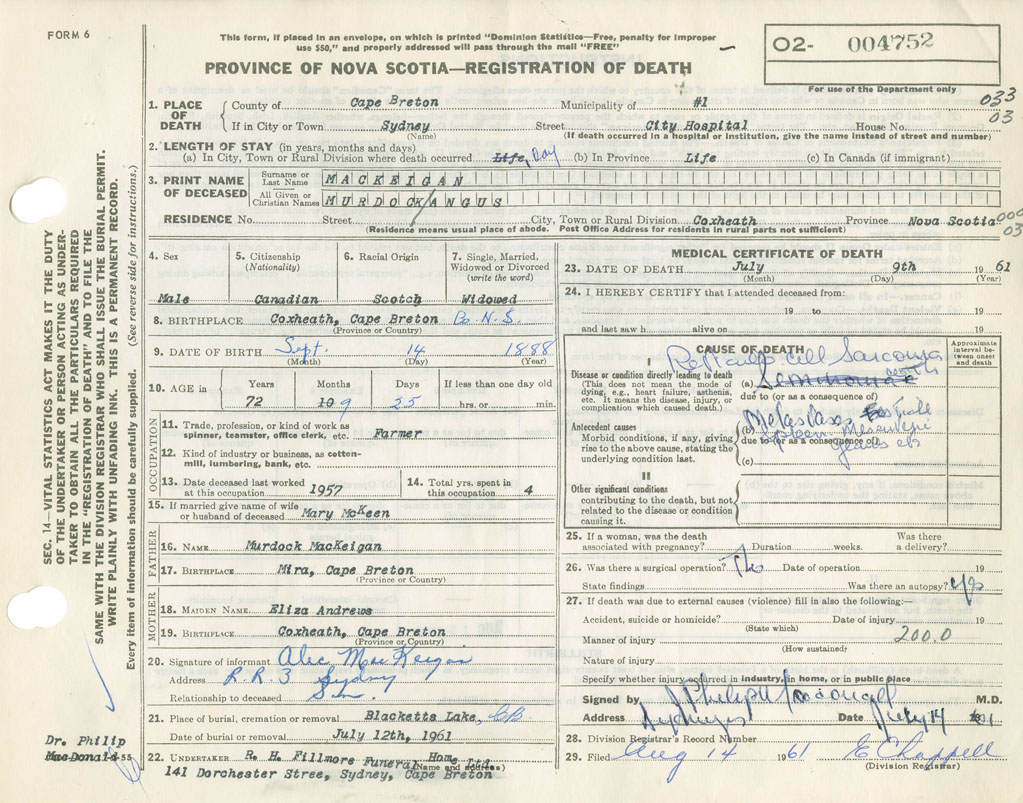 FORM 6
This form, if placed in an envelope, on which is printed "Dominion Statistics—Free, penalty for improper
use $50," and properly addressed will pass through the mail "FREE"
02- 004752
PROVINCE OF NOVA SCOTIA—REGISTRATION OF DEATH
For use of the Department only
033
03
1. PLACE OF DEATH { County of Cape Breton Municipality of #1
If in City or Town Sydney Street City Hospital House No.
(Name) (If death occurred in a hospital or institution, give the name instead of street and number)
2. LENGTH OF STAY (in years, months and days)
(a) In City, Town or Rural Division where death occurred Life, Day (b) In Province Life (c) In Canada (if immigrant)
3. PRINT NAME OF DECEASED
Surname or Last Name MACKEIGAN
All Given or Christian Names MURDOCK/ANGUS
RESIDENCE No. Street City, Town or Rural Division Coxheath Province Nova Scotia 000
03
(Residence means usual place of abode. Post Office Address for residents in rural parts not sufficient)
4. Sex
Male
5. Citizenship (Nationality)
Canadian
6. Racial Origin
Scotch
7. Single, Married, Widowed or Divorced (write the word)
Widowed
8. BIRTHPLACE Coxheath, Cape Breton Co. N.S.
(Province or Country)
9. DATE OF BIRTH Sept. 14 1888
(Month) (Day) (Year)
10. AGE in Years Months Days If less than one day old
72 10 9 25 hrs. or min.
OCCUPATION
11. Trade, profession, or kind of work as
spinner, teamster, office clerk, etc. Farmer
12. Kind of industry or business, as cotten-
mill, lumbering, bank, etc.
13. Date deceased last worked at this occupation 1957
14. Total yrs. spent in this occupation 4
15. If married give name of wife
or husband of deceased Mary McKeen
FATHER
16. NAME Murdock MacKeigan
17. BIRTHPLACE Mira, Cape Breton
(Province or Country)
MOTHER
18. MAIDEN NAME Eliza Andrews
19. BIRTHPLACE Coxheath, Cape Breton
(Province or Country)
20. Signature of informant Alec MacKeigan
Address R.R.3 Sydney
Relationship to deceased Son.
21. Place of burial, cremation or removal Blacketts Lake, CB
Date of burial or removal July 12th, 1961
22. UNDERTAKER R. H. Fillmore Funeral Home Ltd.
(Name and address)
141 Dorchester Stree, Sydney, Cape Breton
MEDICAL CERTIFICATE OF DEATH
23. DATE OF DEATH July 9th 1961
(Month) (Day) (Year)
24. I HEREBY CERTIFY that I attended deceased from:
19 to 19
and last saw h alive on 19
CAUSE OF DEATH
Approximate interval between onset and death
I
Disease or condition directly leading to death
(This does not mean the mode of
dying, e.g., heart failure, asthenia,
etc. It means the disease, injury, or
complication which caused death.)
(a) cell Sarcoma
due to (or as a consequence of)
Antecedent causes
Morbid conditions, if any, giving
rise to the above cause, stating the
underlying condition last.
(b) Metastases
spleen
due to (or as a consequence of)
glands etc
(c)
II
Other significant conditions
contributing to the death, but not
related to the disease or condition
causing it.
25. If a woman, was the death Was there
associated with pregnancy? Duration weeks. a delivery?
26. Was there a surgical operation? Date of operation 19
State findings Was there an autopsy? yes
27. If death was due to external causes (violence) fill in also the following:—
Accident, suicide or homicide? Date of injury 19
(State which)
Manner of injury 200.0
(How sustained)
Nature of injury
Specify whether injury occurred in industry, in home, or in public place
Signed by J Philip Macdonald M.D.
Address Sydney Date July 14 1961
28. Division Registrar's Record Number
29. Filed Aug 14 1961 E Chappell
(Division Registrar)
SEC. 14—VITAL STATISTICS ACT MAKES IT THE DUTY
OF THE UNDERTAKER OR PERSON ACTING AS UNDER-
TAKER TO OBTAIN ALL THE PARTICULARS REQUIRED
IN THE "REGISTRATION OF DEATH" AND TO FILE THE
SAME WITH THE DIVISION REGISTRAR WHO SHALL ISSUE THE BURIAL PERMIT.
WRITE PLAINLY WITH UNFADING INK. THIS IS A PERMANENT RECORD.
Every item of information should be carefully supplied. (See reverse side for instructions.)
Dr. Philip
MacDonald-55